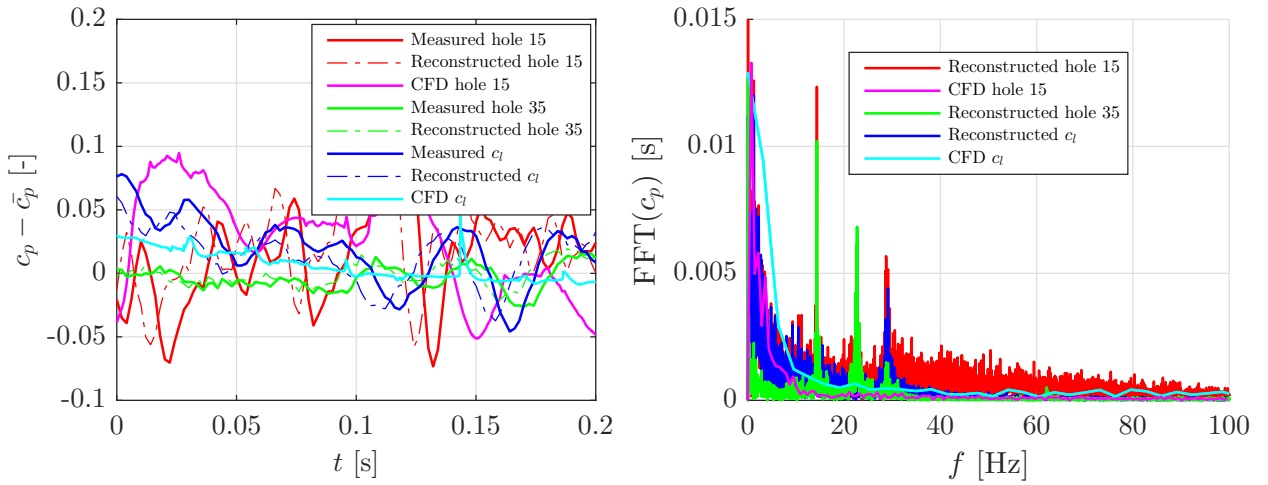 0.2
0.15
0.1
0.05
0
-0.05
-0.1
0
0.05
0.1
0.15
0.2
t [s]
c_p − c̄_p [-]
Measured hole 15
Reconstructed hole 15
CFD hole 15
Measured hole 35
Reconstructed hole 35
Measured c_l
Reconstructed c_l
CFD c_l
0.015
0.01
0.005
0
0
20
40
60
80
100
f [Hz]
FFT(c_p) [s]
Reconstructed hole 15
CFD hole 15
Reconstructed hole 35
Reconstructed c_l
CFD c_l